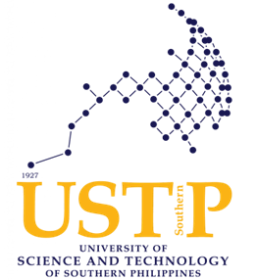 1927
USTP
Southern
UNIVERSITY OF
SCIENCE AND TECHNOLOGY
OF SOUTHERN PHILIPPINES